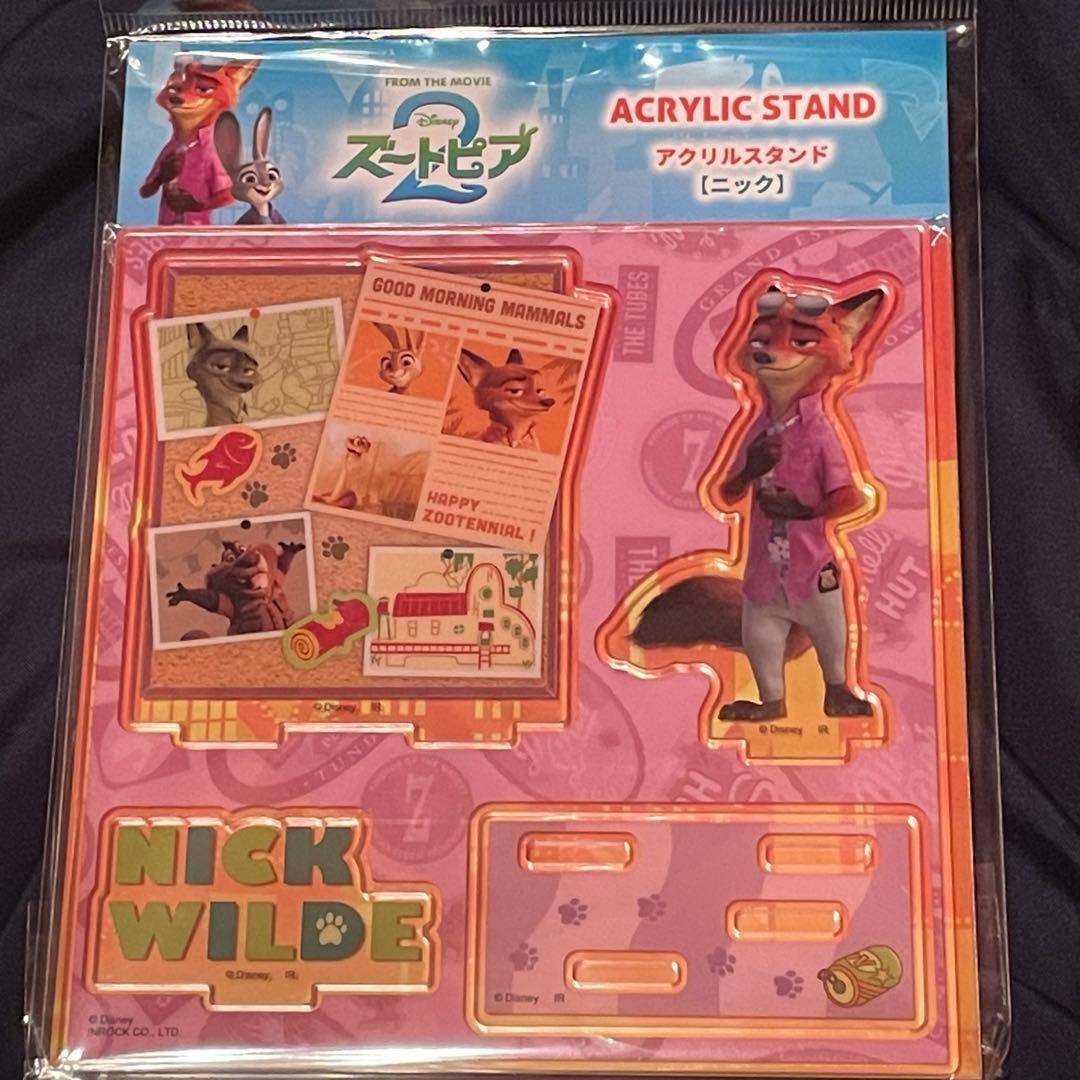 FROM THE MOVIE
Disney
ズートピア
2
ACRYLIC STAND
アクリルスタンド
【ニック】
GOOD MORNING MAMMALS
HAPPY
ZOOTENNIAL !
THE TUBES
GRAND
HUT
TUND
Z
Z
©Disney IR
©Disney IR
NICK
WILDE
©Disney, IR
©Disney IR
©Disney
INROCK CO., LTD.